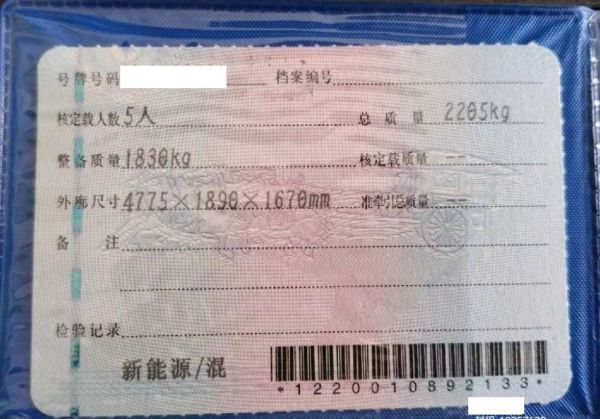 号牌号码 档案编号
核定载人数 5人 总质量 2205kg
整备质量 1830kg 核定载质量 --
外廓尺寸 4775×1890×1670mm 准牵引总质量 --
备注
检验记录
新能源/混
*1220010892133*